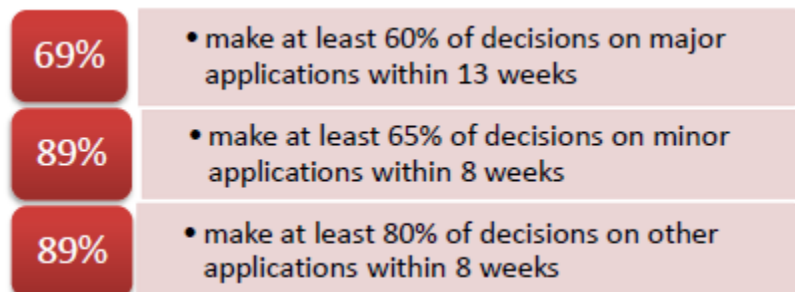 69%
• make at least 60% of decisions on major
applications within 13 weeks
89%
• make at least 65% of decisions on minor
applications within 8 weeks
89%
• make at least 80% of decisions on other
applications within 8 weeks